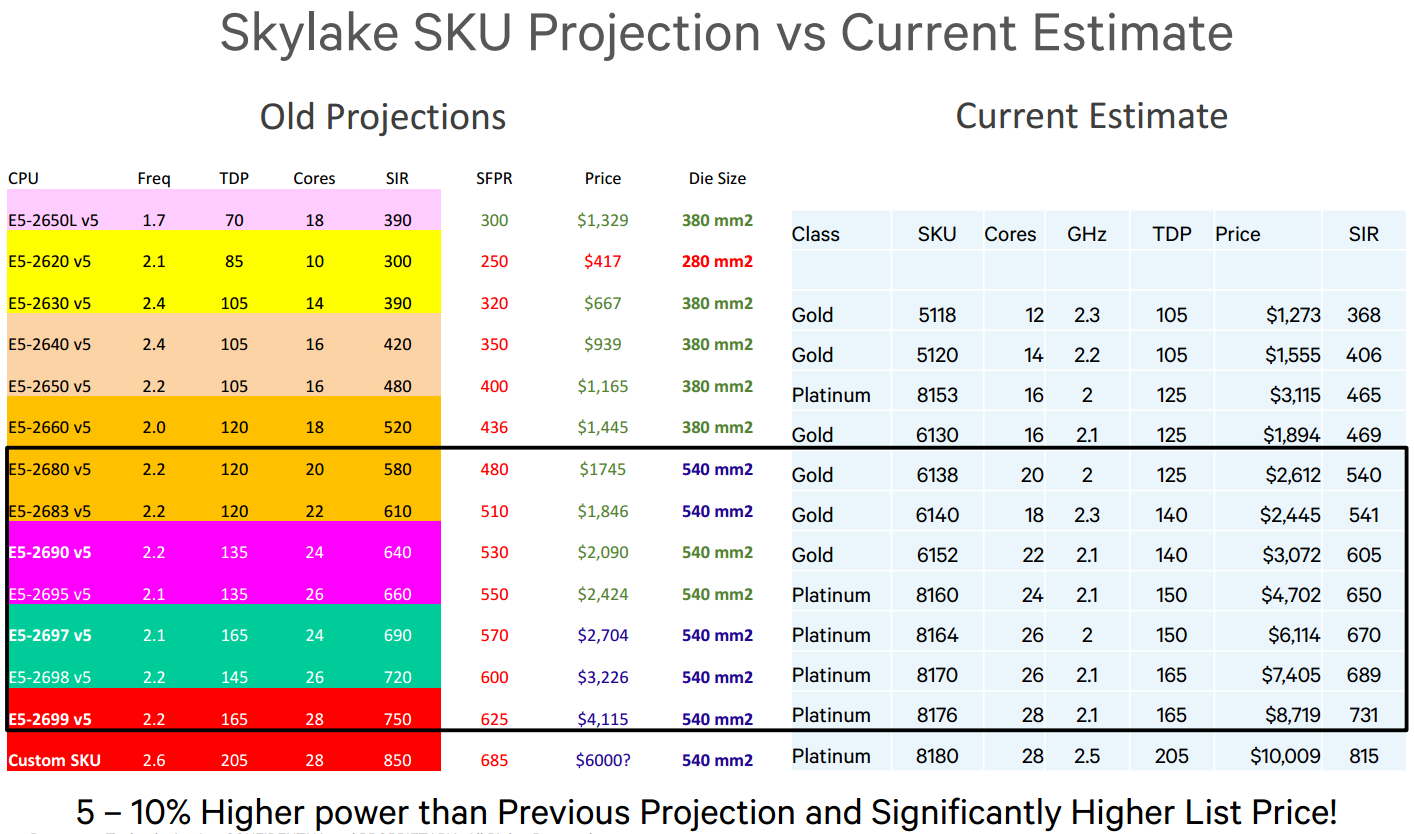 Skylake SKU Projection vs Current Estimate
Old Projections
CPU Freq TDP Cores SIR SFPR Price Die Size
E5-2650L v5 1.7 70 18 390 300 $1,329 380 mm2
E5-2620 v5 2.1 85 10 300 250 $417 280 mm2
E5-2630 v5 2.4 105 14 390 320 $667 380 mm2
E5-2640 v5 2.4 105 16 420 350 $939 380 mm2
E5-2650 v5 2.2 105 16 480 400 $1,165 380 mm2
E5-2660 v5 2.0 120 18 520 436 $1,445 380 mm2
E5-2680 v5 2.2 120 20 580 480 $1745 540 mm2
E5-2683 v5 2.2 120 22 610 510 $1,846 540 mm2
E5-2690 v5 2.2 135 24 640 530 $2,090 540 mm2
E5-2695 v5 2.1 135 26 660 550 $2,424 540 mm2
E5-2697 v5 2.1 165 24 690 570 $2,704 540 mm2
E5-2698 v5 2.2 145 26 720 600 $3,226 540 mm2
E5-2699 v5 2.2 165 28 750 625 $4,115 540 mm2
Custom SKU 2.6 205 28 850 685 $6000? 540 mm2
Current Estimate
Class SKU Cores GHz TDP Price SIR
Gold 5118 12 2.3 105 $1,273 368
Gold 5120 14 2.2 105 $1,555 406
Platinum 8153 16 2 125 $3,115 465
Gold 6130 16 2.1 125 $1,894 469
Gold 6138 20 2 125 $2,612 540
Gold 6140 18 2.3 140 $2,445 541
Gold 6152 22 2.1 140 $3,072 605
Platinum 8160 24 2.1 150 $4,702 650
Platinum 8164 26 2 150 $6,114 670
Platinum 8170 26 2.1 165 $7,405 689
Platinum 8176 28 2.1 165 $8,719 731
Platinum 8180 28 2.5 205 $10,009 815
5 – 10% Higher power than Previous Projection and Significantly Higher List Price!